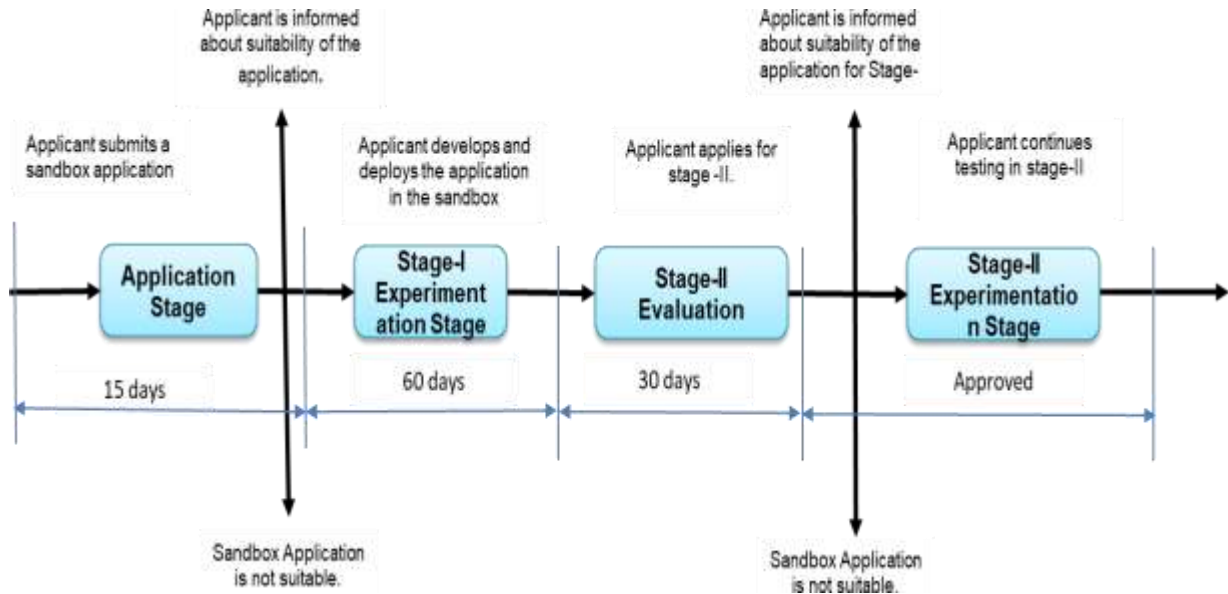 Applicant is informed
about suitability of the
application.
Applicant is informed
about suitability of the
application for Stage-
Applicant submits a
sandbox application
Applicant develops and
deploys the application
in the sandbox
Applicant applies for
stage -II.
Applicant continues
testing in stage-II
Application
Stage
Stage-I
Experiment
ation Stage
Stage-II
Evaluation
Stage-II
Experimentatio
n Stage
15 days
60 days
30 days
Approved
Sandbox Application
is not suitable.
Sandbox Application
is not suitable.